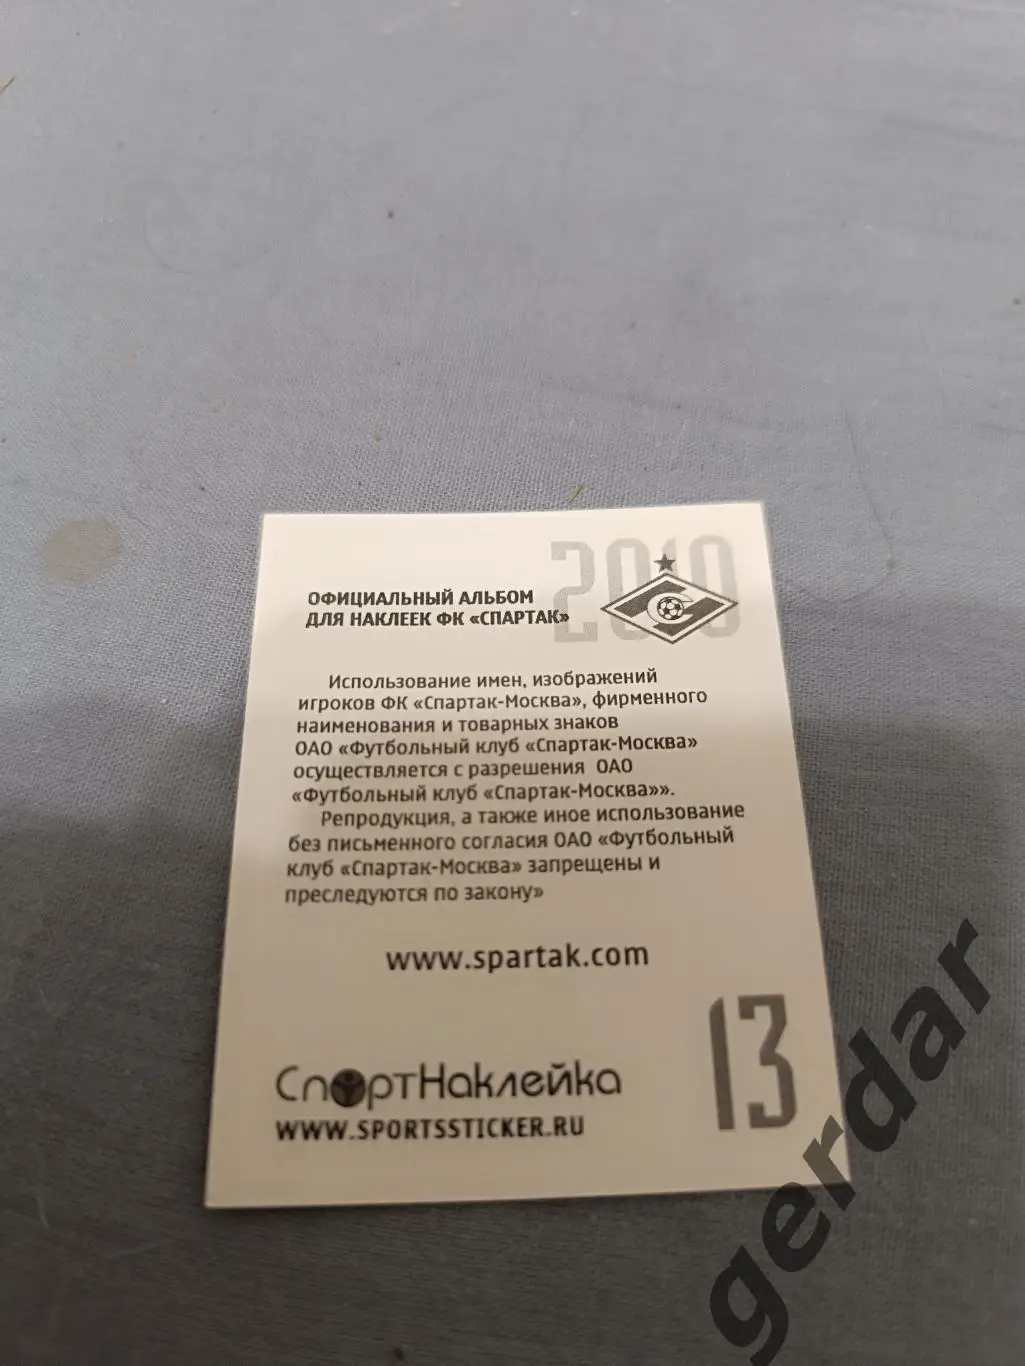 2010
ОФИЦИАЛЬНЫЙ АЛЬБОМ
ДЛЯ НАКЛЕЕК ФК «СПАРТАК»
Использование имен, изображений
игроков ФК «Спартак-Москва», фирменного
наименования и товарных знаков
ОАО «Футбольный клуб «Спартак-Москва»
осуществляется с разрешения ОАО
«Футбольный клуб «Спартак-Москва»».
Репродукция, а также иное использование
без письменного согласия ОАО «Футбольный
клуб «Спартак-Москва» запрещены и
преследуются по закону»
www.spartak.com
13
СпортНаклейка
WWW.SPORTSSTICKER.RU
gerdar